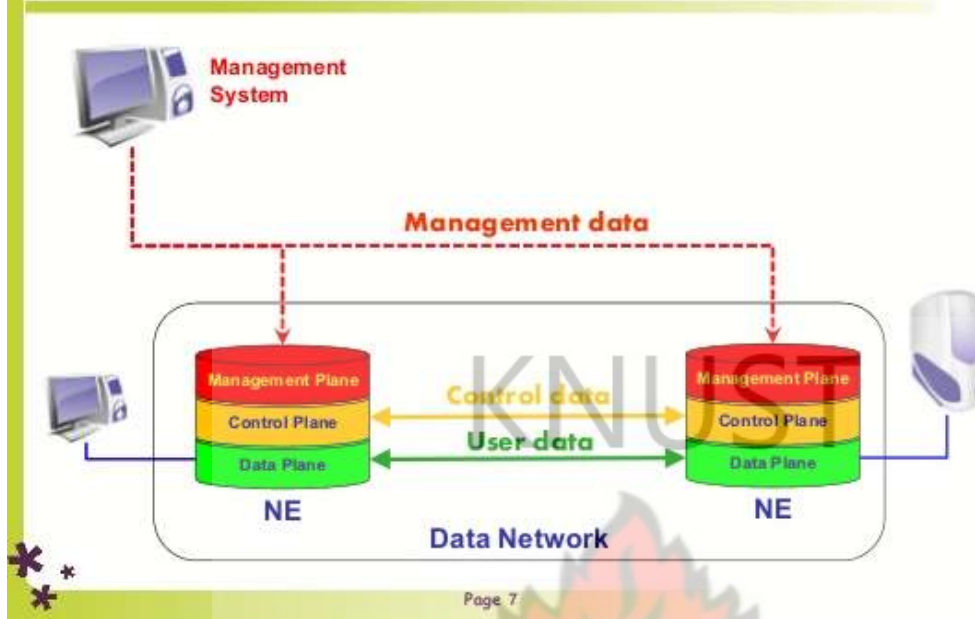 Management
System
Management data
Management Plane
Control Plane
Data Plane
NE
Control data
User data
Management Plane
Control Plane
Data Plane
NE
Data Network
KNUST
Page 7